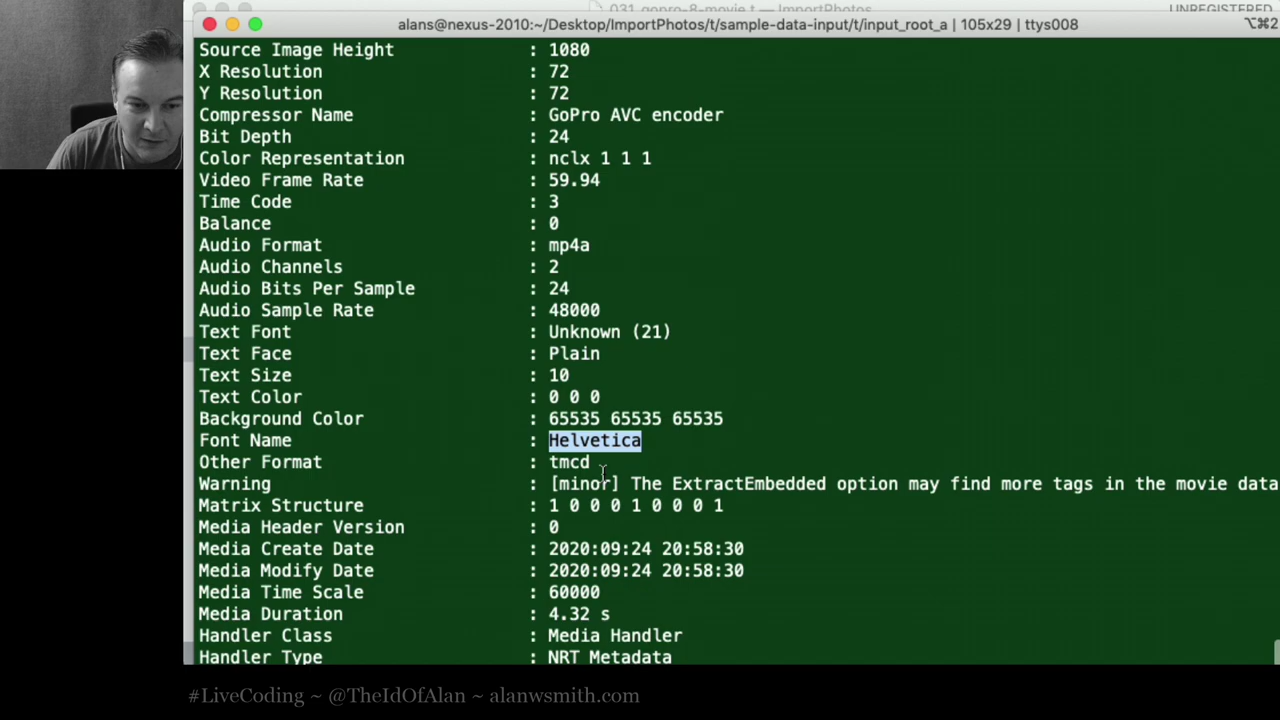 031_gopro-8-movie.t — ImportPhotos
UNREGISTERED
alans@nexus-2010:~/Desktop/ImportPhotos/t/sample-data-input/t/input_root_a | 105x29 | ttys008
⌥⌘2
Source Image Height : 1080
X Resolution : 72
Y Resolution : 72
Compressor Name : GoPro AVC encoder
Bit Depth : 24
Color Representation : nclx 1 1 1
Video Frame Rate : 59.94
Time Code : 3
Balance : 0
Audio Format : mp4a
Audio Channels : 2
Audio Bits Per Sample : 24
Audio Sample Rate : 48000
Text Font : Unknown (21)
Text Face : Plain
Text Size : 10
Text Color : 0 0 0
Background Color : 65535 65535 65535
Font Name : Helvetica
Other Format : tmcd
Warning : [minor] The ExtractEmbedded option may find more tags in the movie data
Matrix Structure : 1 0 0 0 1 0 0 0 1
Media Header Version : 0
Media Create Date : 2020:09:24 20:58:30
Media Modify Date : 2020:09:24 20:58:30
Media Time Scale : 60000
Media Duration : 4.32 s
Handler Class : Media Handler
Handler Type : NRT Metadata
#LiveCoding ~ @TheIdOfAlan ~ alanwsmith.com